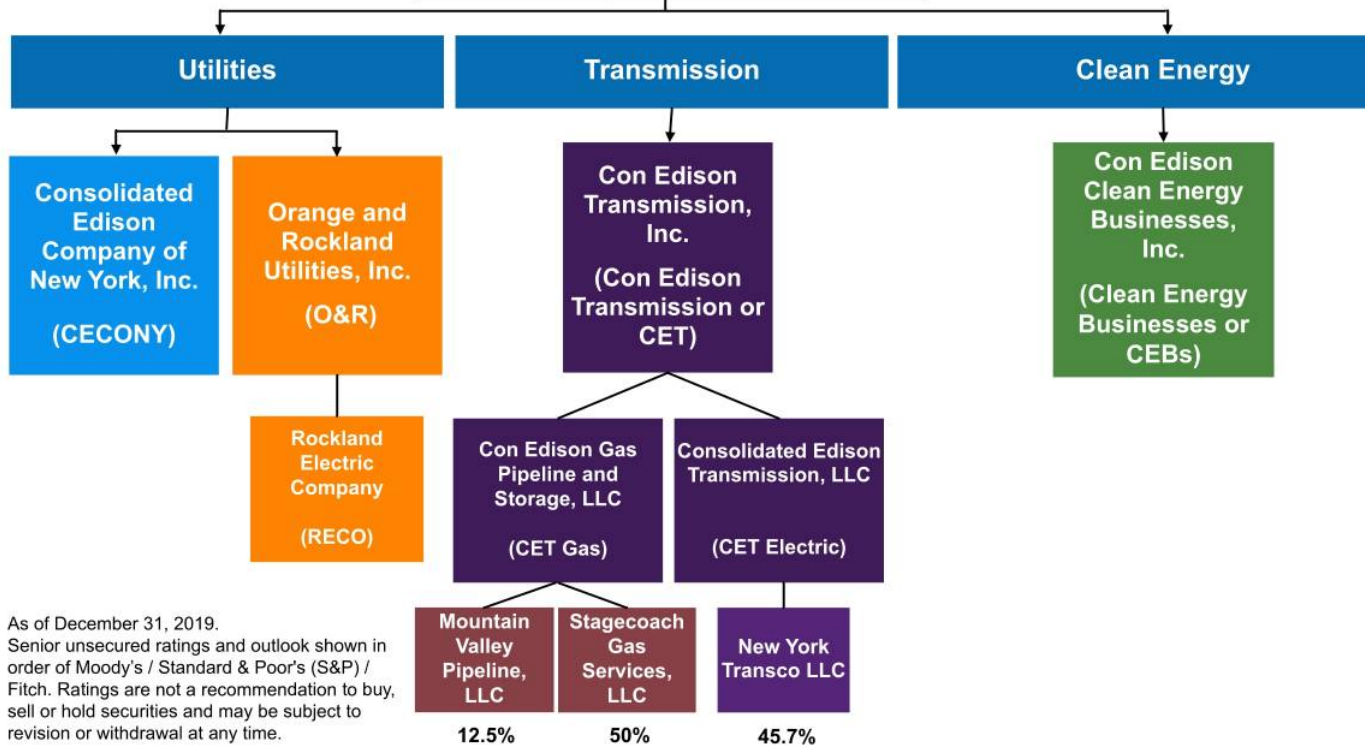 Utilities
Transmission
Clean Energy
Consolidated
Edison
Company of
New York, Inc.
(CECONY)
Orange and
Rockland
Utilities, Inc.
(O&R)
Con Edison
Transmission,
Inc.
(Con Edison
Transmission or
CET)
Con Edison
Clean Energy
Businesses,
Inc.
(Clean Energy
Businesses or
CEBs)
Rockland
Electric
Company
(RECO)
Con Edison Gas
Pipeline and
Storage, LLC
(CET Gas)
Consolidated Edison
Transmission, LLC
(CET Electric)
Mountain
Valley
Pipeline,
LLC
Stagecoach
Gas
Services,
LLC
New York
Transco LLC
12.5%
50%
45.7%
As of December 31, 2019.
Senior unsecured ratings and outlook shown in
order of Moody's / Standard & Poor's (S&P) /
Fitch. Ratings are not a recommendation to buy,
sell or hold securities and may be subject to
revision or withdrawal at any time.